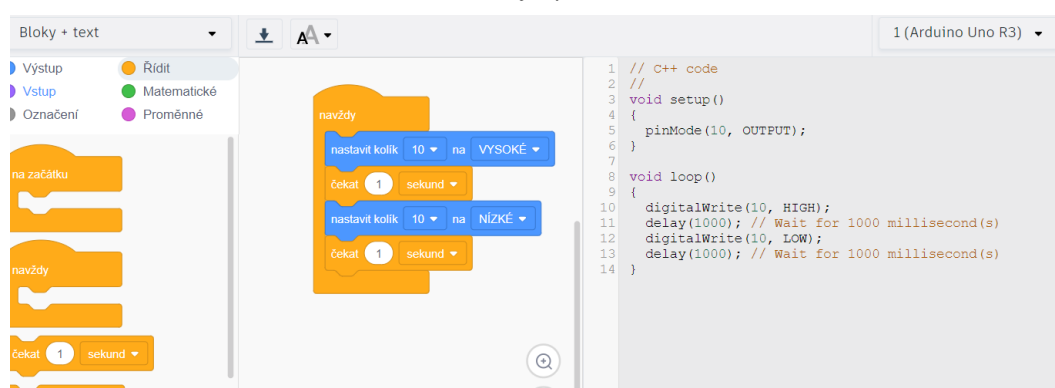 Bloky + text
1 (Arduino Uno R3)
Výstup
Řídit
Vstup
Matematické
Označení
Proměnné
na začátku
navždy
čekat 1 sekund
navždy
nastavit kolík 10 na VYSOKÉ
čekat 1 sekund
nastavit kolík 10 na NÍZKÉ
čekat 1 sekund
1 // C++ code
2 //
3 void setup()
4 {
5 pinMode(10, OUTPUT);
6 }
7
8 void loop()
9 {
10 digitalWrite(10, HIGH);
11 delay(1000); // Wait for 1000 millisecond(s)
12 digitalWrite(10, LOW);
13 delay(1000); // Wait for 1000 millisecond(s)
14 }